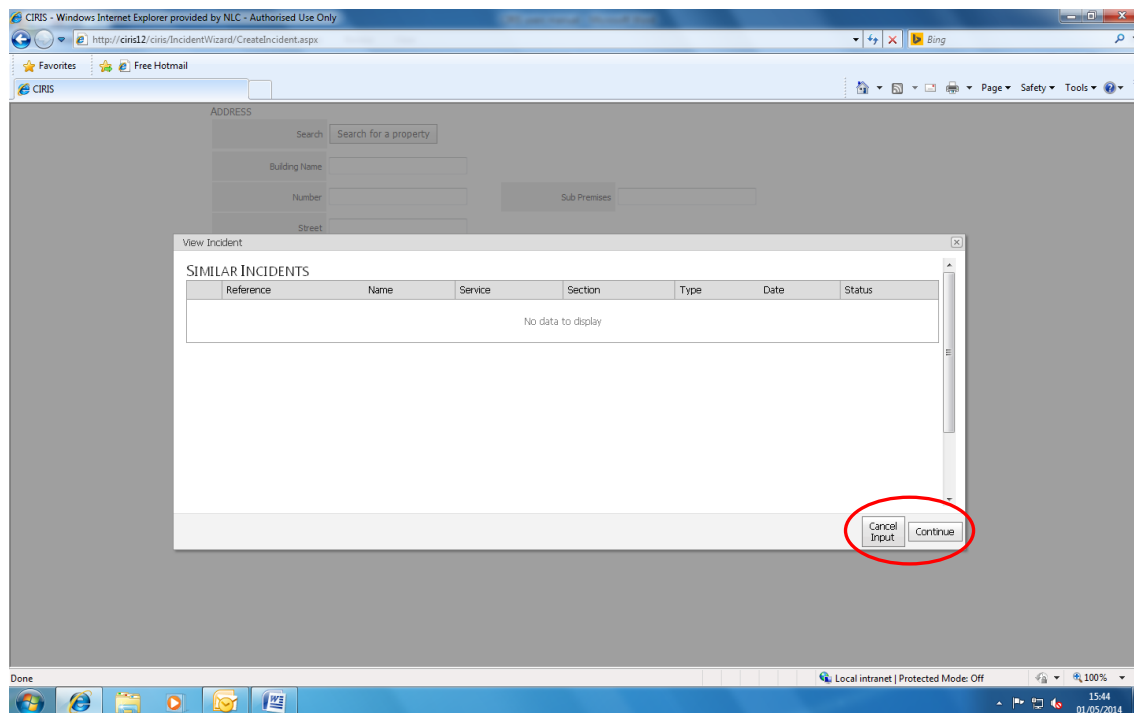 CIRIS - Windows Internet Explorer provided by NLC - Authorised Use Only
http://ciris12/ciris/IncidentWizard/CreateIncident.aspx
Bing
Favorites Free Hotmail
CIRIS
Page Safety Tools
ADDRESS
Search Search for a property
Building Name
Number Sub Premises
Street
View Incident
SIMILAR INCIDENTS
Reference Name Service Section Type Date Status
No data to display
Cancel Input Continue
Done Local intranet | Protected Mode: Off 100%
15:44
01/05/2014